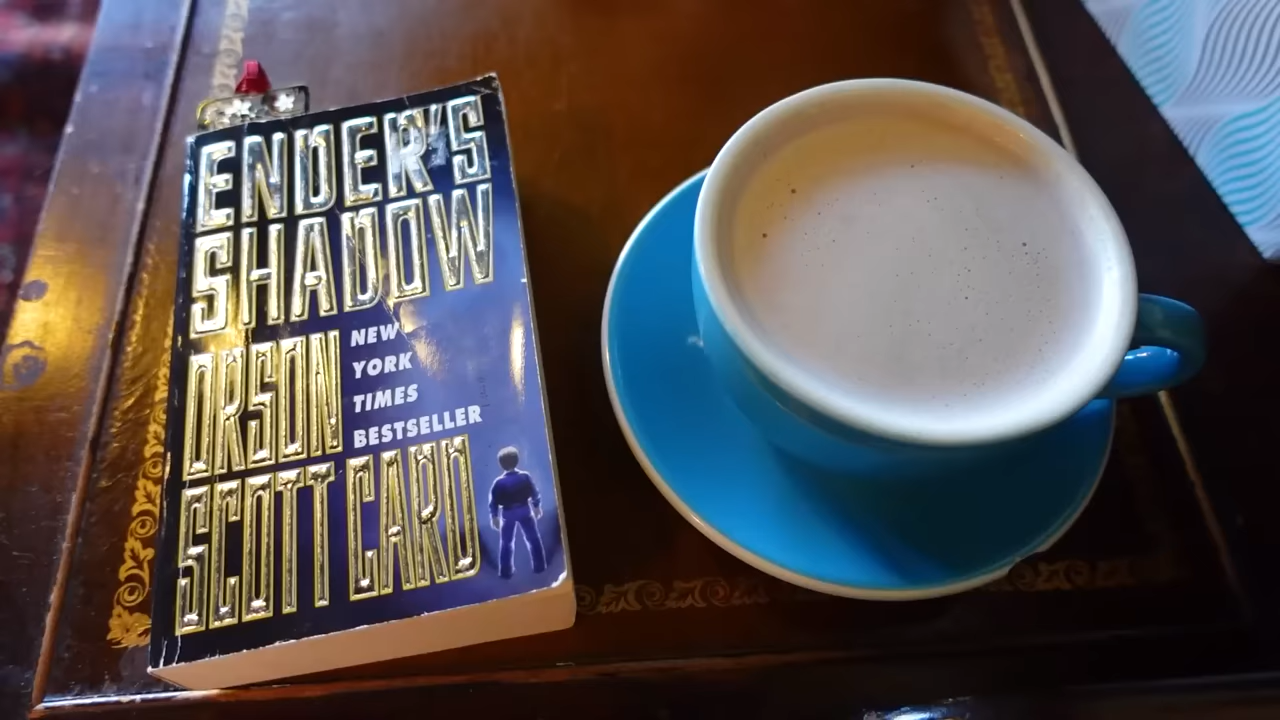 ENDER'S
SHADOW
ORSON
NEW
YORK
TIMES
BESTSELLER
SCOTT CARD